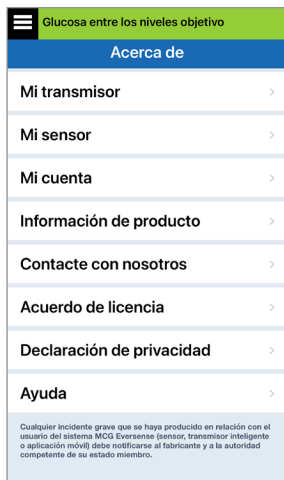 Glucosa entre los niveles objetivo
Acerca de
Mi transmisor
Mi sensor
Mi cuenta
Información de producto
Contacte con nosotros
Acuerdo de licencia
Declaración de privacidad
Ayuda
Cualquier incidente grave que se haya producido en relación con el
usuario del sistema MCG Eversense (sensor, transmisor inteligente
o aplicación móvil) debe notificarse al fabricante y a la autoridad
competente de su estado miembro.